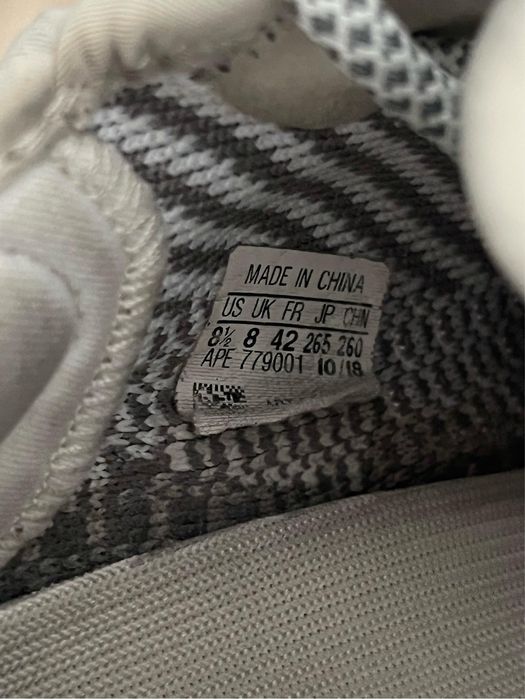 MADE IN CHINA
US UK FR JP CHN
8½ 8 42 265 260
APE 779001 10/18